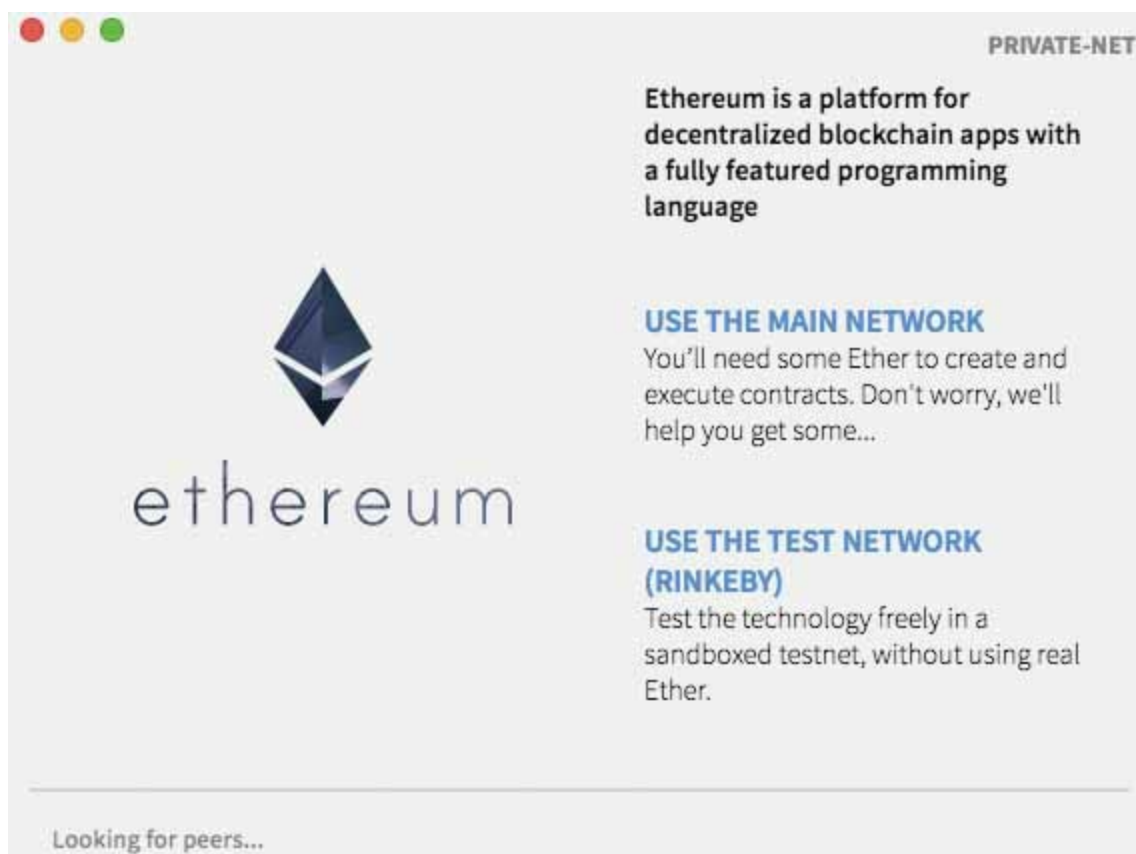 PRIVATE-NET
Ethereum is a platform for
decentralized blockchain apps with
a fully featured programming
language
ethereum
USE THE MAIN NETWORK
You'll need some Ether to create and
execute contracts. Don't worry, we'll
help you get some...
USE THE TEST NETWORK
(RINKEBY)
Test the technology freely in a
sandboxed testnet, without using real
Ether.
Looking for peers...